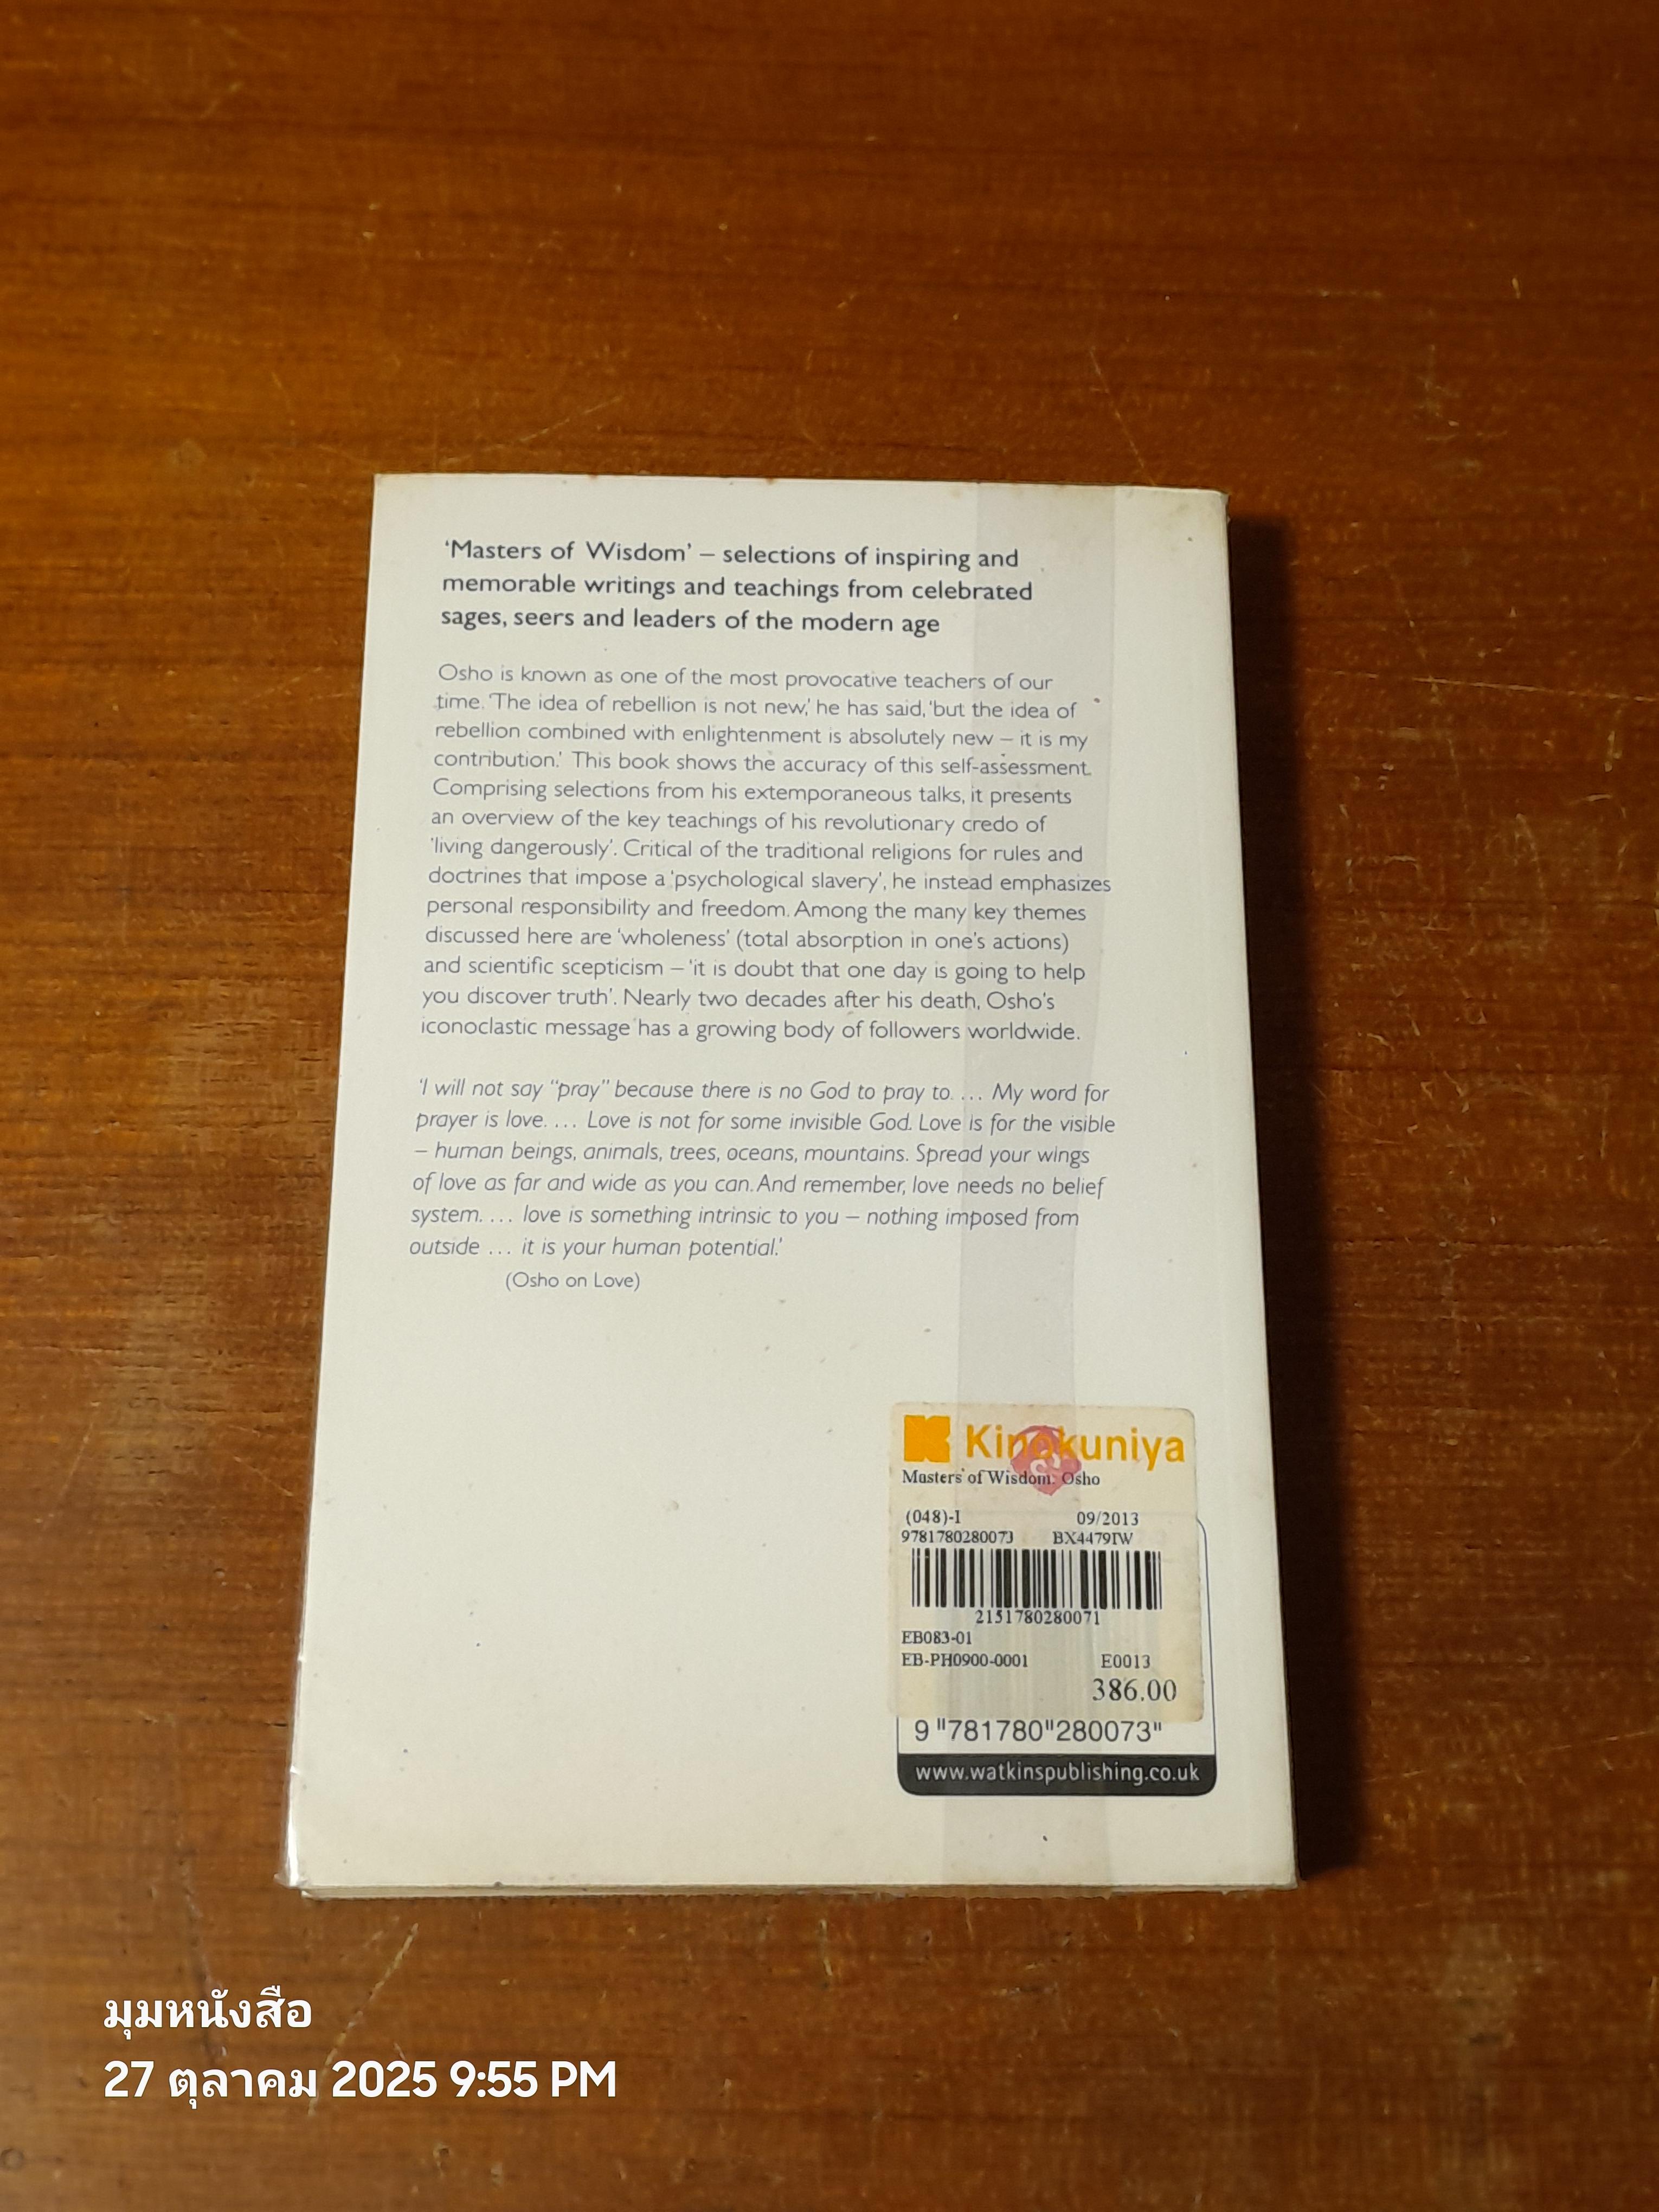 ‘Masters of Wisdom’ – selections of inspiring and
memorable writings and teachings from celebrated
sages, seers and leaders of the modern age
Osho is known as one of the most provocative teachers of our
time. ‘The idea of rebellion is not new,’ he has said, ‘but the idea of
rebellion combined with enlightenment is absolutely new – it is my
contribution.’ This book shows the accuracy of this self-assessment.
Comprising selections from his extemporaneous talks, it presents
an overview of the key teachings of his revolutionary credo of
‘living dangerously’. Critical of the traditional religions for rules and
doctrines that impose a ‘psychological slavery’, he instead emphasizes
personal responsibility and freedom. Among the many key themes
discussed here are ‘wholeness’ (total absorption in one’s actions)
and scientific scepticism – ‘it is doubt that one day is going to help
you discover truth’. Nearly two decades after his death, Osho’s
iconoclastic message has a growing body of followers worldwide.
‘I will not say “pray” because there is no God to pray to. … My word for
prayer is love. … Love is not for some invisible God. Love is for the visible
– human beings, animals, trees, oceans, mountains. Spread your wings
of love as far and wide as you can. And remember, love needs no belief
system. … love is something intrinsic to you – nothing imposed from
outside … it is your human potential.’
(Osho on Love)
Kinokuniya
Masters of Wisdom: Osho
(048)-I 09/2013
9781780280073 BX4479IW
2151780280071
EB083-01
EB-PH0900-0001 E0013
386.00
9 "781780"280073"
www.watkinspublishing.co.uk
มุมหนังสือ
27 ตุลาคม 2025 9:55 PM